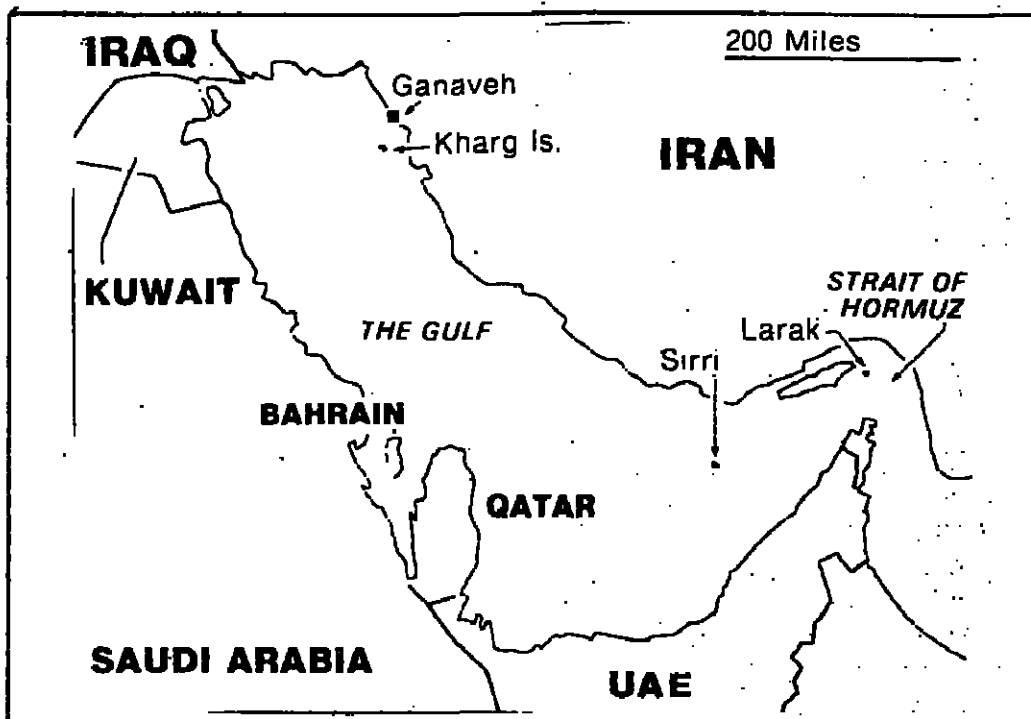 IRAQ
200 Miles
Ganaveh
Kharg Is.
IRAN
KUWAIT
STRAIT OF
HORMUZ
THE GULF
Larak
Sirri
BAHRAIN
QATAR
SAUDI ARABIA
UAE